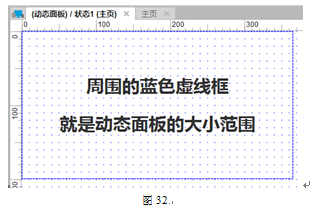 (动态面板) / 状态1 (主页) × 主页 ×
0 100 200 300
0
周围的蓝色虚线框
100
就是动态面板的大小范围
图 32.